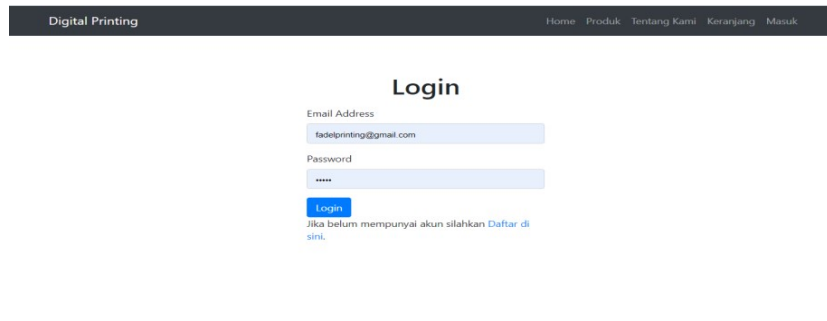 Digital Printing
Home Produk Tentang Kami Keranjang Masuk
Login
Email Address
fadelprinting@gmail.com
Password
•••••
Login
Jika belum mempunyai akun silahkan Daftar di
sini.